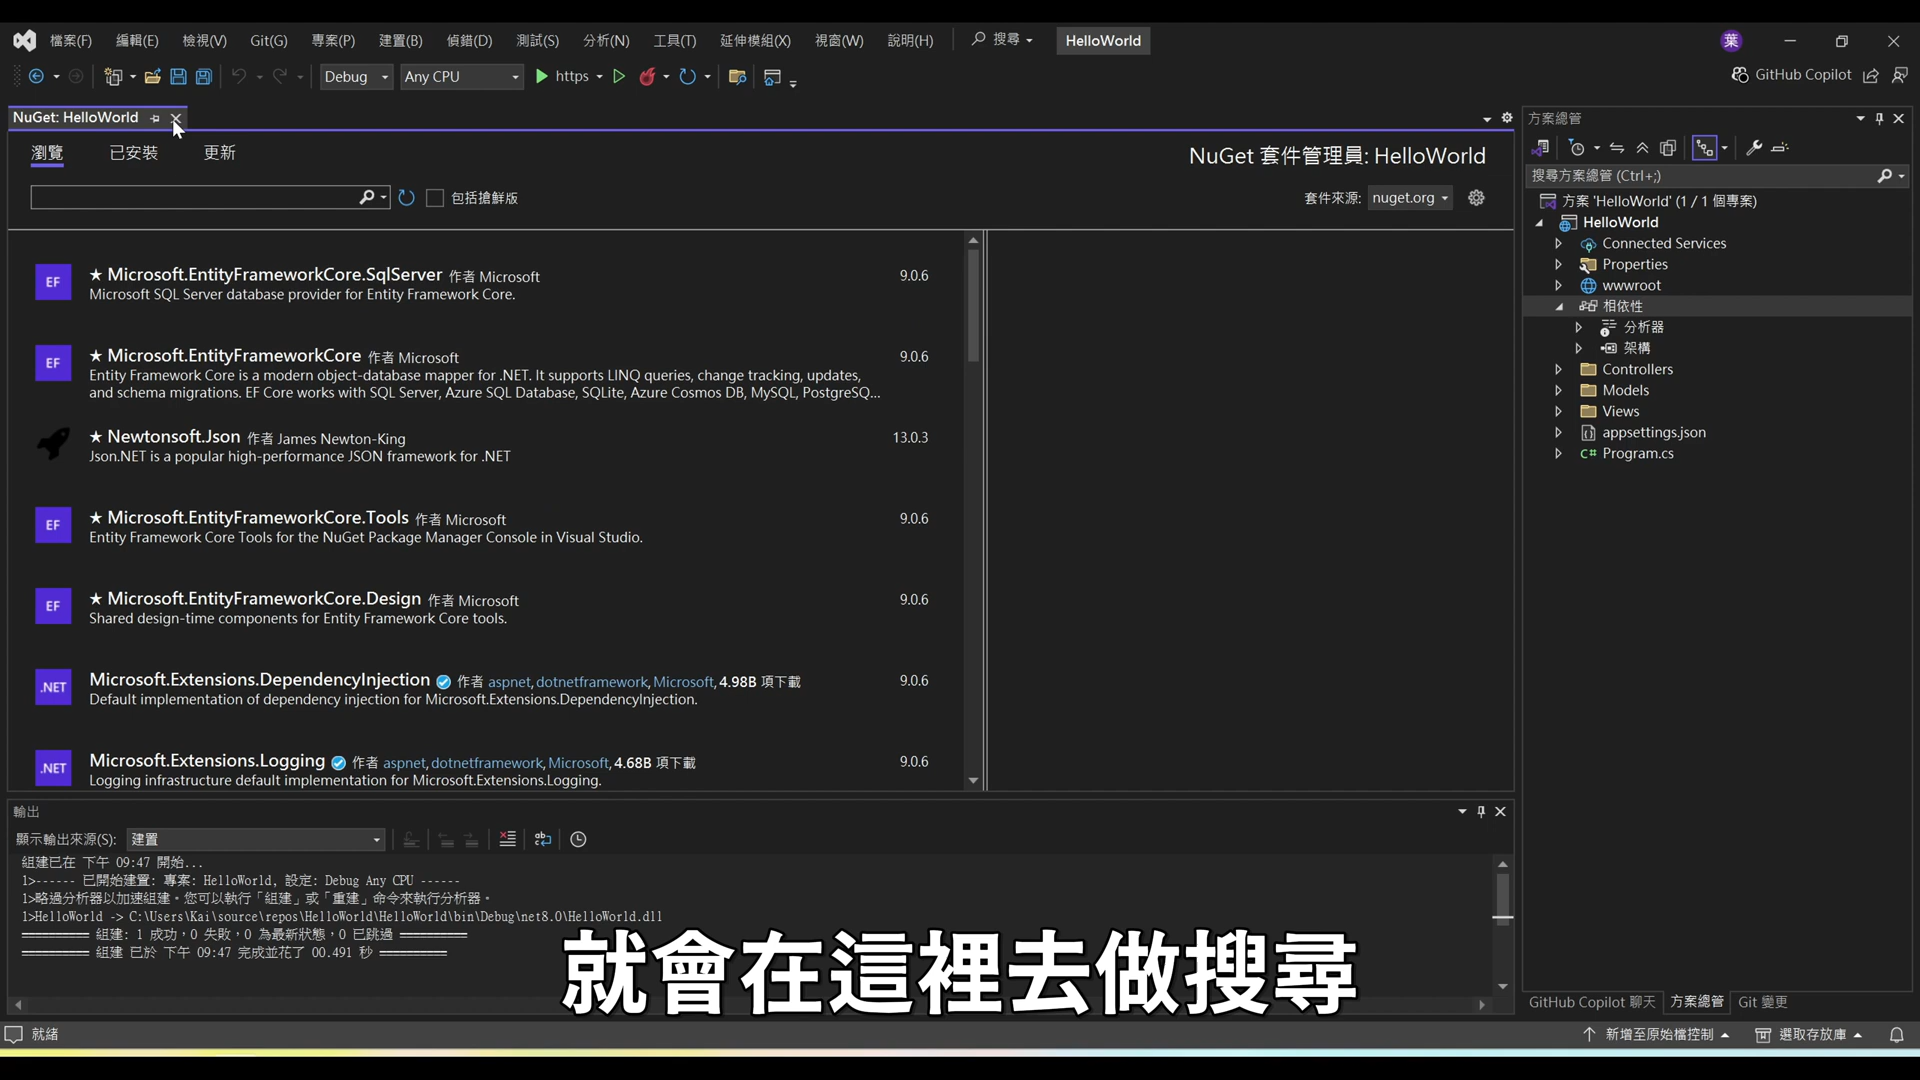 檔案(F) 編輯(E) 檢視(V) Git(G) 專案(P) 建置(B) 偵錯(D) 測試(S) 分析(N) 工具(T) 延伸模組(X) 視窗(W) 說明(H) 搜尋 HelloWorld 葉
Debug Any CPU https GitHub Copilot
NuGet: HelloWorld
瀏覽 已安裝 更新 NuGet 套件管理員: HelloWorld
包括搶鮮版 套件來源: nuget.org
EF ★ Microsoft.EntityFrameworkCore.SqlServer 作者 Microsoft 9.0.6
Microsoft SQL Server database provider for Entity Framework Core.
EF ★ Microsoft.EntityFrameworkCore 作者 Microsoft 9.0.6
Entity Framework Core is a modern object-database mapper for .NET. It supports LINQ queries, change tracking, updates,
and schema migrations. EF Core works with SQL Server, Azure SQL Database, SQLite, Azure Cosmos DB, MySQL, PostgreSQ...
★ Newtonsoft.Json 作者 James Newton-King 13.0.3
Json.NET is a popular high-performance JSON framework for .NET
EF ★ Microsoft.EntityFrameworkCore.Tools 作者 Microsoft 9.0.6
Entity Framework Core Tools for the NuGet Package Manager Console in Visual Studio.
EF ★ Microsoft.EntityFrameworkCore.Design 作者 Microsoft 9.0.6
Shared design-time components for Entity Framework Core tools.
.NET Microsoft.Extensions.DependencyInjection 作者 aspnet, dotnetframework, Microsoft, 4.98B 項下載 9.0.6
Default implementation of dependency injection for Microsoft.Extensions.DependencyInjection.
.NET Microsoft.Extensions.Logging 作者 aspnet, dotnetframework, Microsoft, 4.68B 項下載 9.0.6
Logging infrastructure default implementation for Microsoft.Extensions.Logging.
方案總管
搜尋方案總管 (Ctrl+;)
方案 'HelloWorld' (1 / 1 個專案)
HelloWorld
Connected Services
Properties
wwwroot
相依性
分析器
架構
Controllers
Models
Views
appsettings.json
C# Program.cs
輸出
顯示輸出來源(S): 建置
組建已在 下午 09:47 開始...
1>------ 已開始建置: 專案: HelloWorld, 設定: Debug Any CPU ------
1>略過分析器以加速組建。您可以執行「組建」或「重建」命令來執行分析器。
1>HelloWorld -> C:\Users\Kai\source\repos\HelloWorld\HelloWorld\bin\Debug\net8.0\HelloWorld.dll
========== 組建: 1 成功，0 失敗，0 為最新狀態，0 已跳過 ==========
========== 組建 已於 下午 09:47 完成並花了 00.491 秒 ==========
就會在這裡去做搜尋
GitHub Copilot 聊天 方案總管 Git 變更
就緒 新增至原始檔控制 選取存放庫